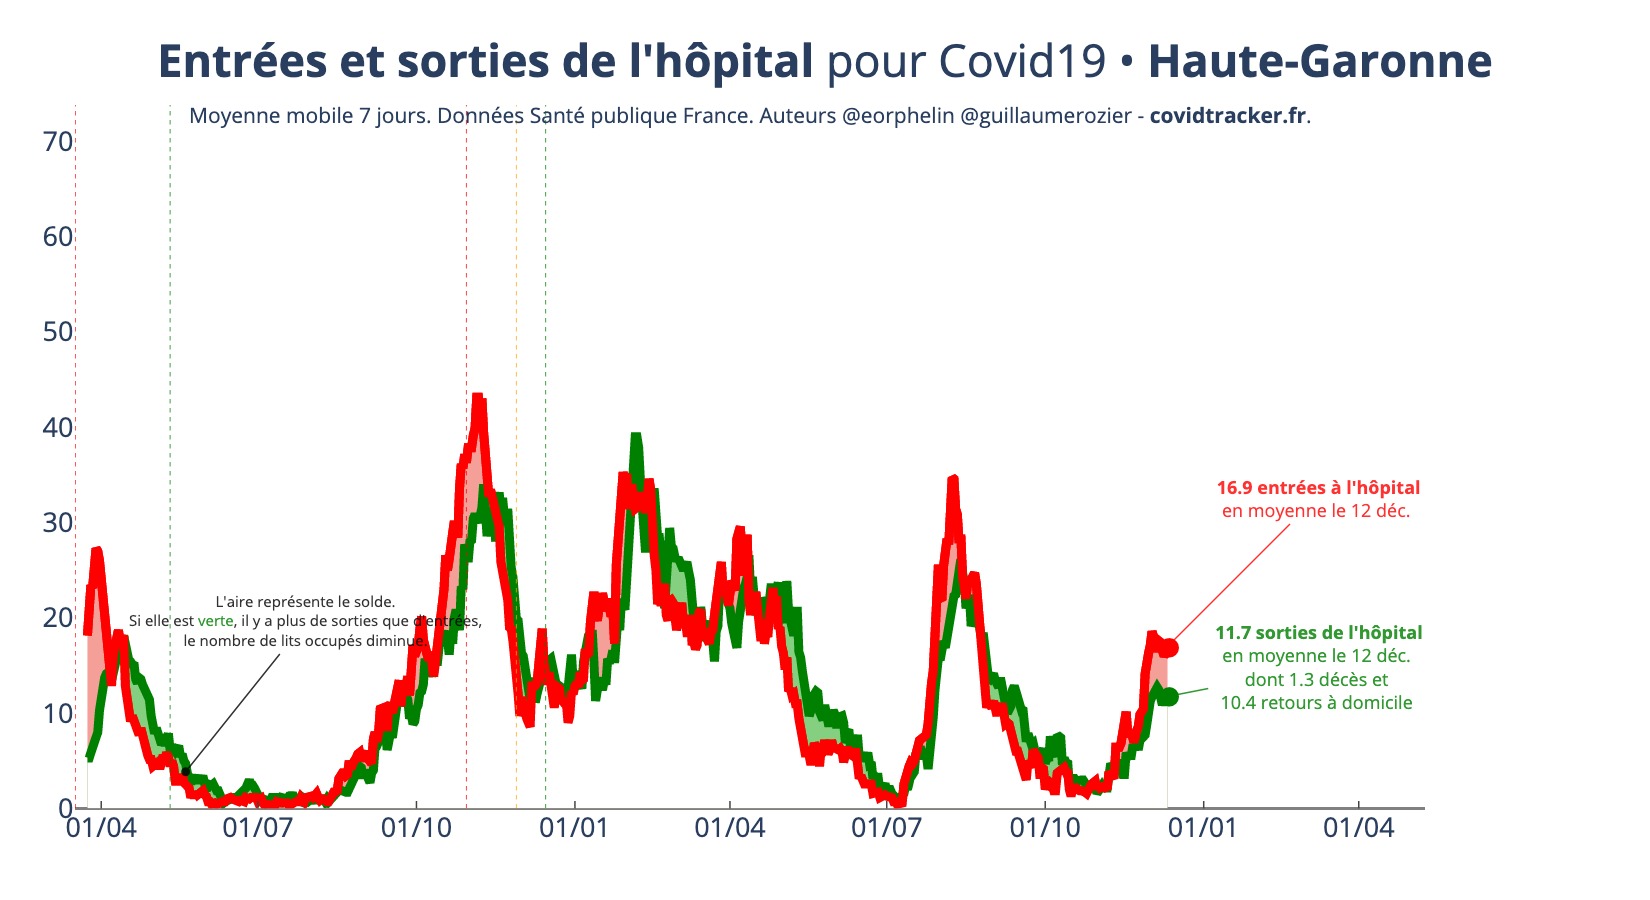 Entrées et sorties de l'hôpital pour Covid19 • Haute-Garonne
Moyenne mobile 7 jours. Données Santé publique France. Auteurs @eorphelin @guillaumerozier - covidtracker.fr.
70
60
50
40
30
20
10
0
16.9 entrées à l'hôpital
en moyenne le 12 déc.
L'aire représente le solde.
Si elle est verte, il y a plus de sorties que d'entrées,
le nombre de lits occupés diminue.
11.7 sorties de l'hôpital
en moyenne le 12 déc.
dont 1.3 décès et
10.4 retours à domicile
01/04
01/07
01/10
01/01
01/04
01/07
01/10
01/01
01/04